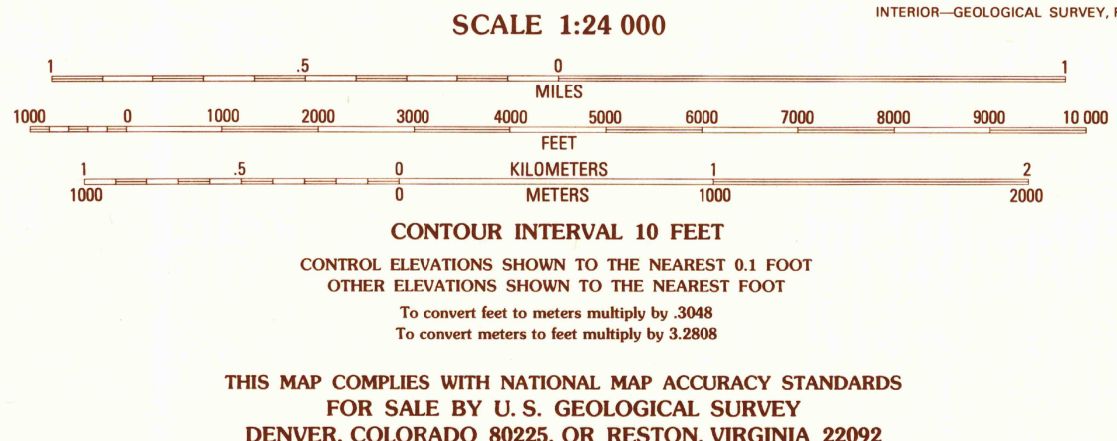 INTERIOR—GEOLOGICAL SURVEY,
SCALE 1:24 000
1 .5 0 1
MILES
1000 0 1000 2000 3000 4000 5000 6000 7000 8000 9000 10 000
FEET
1 .5 0 KILOMETERS 1 2
1000 0 METERS 1000 2000
CONTOUR INTERVAL 10 FEET
CONTROL ELEVATIONS SHOWN TO THE NEAREST 0.1 FOOT
OTHER ELEVATIONS SHOWN TO THE NEAREST FOOT
To convert feet to meters multiply by .3048
To convert meters to feet multiply by 3.2808
THIS MAP COMPLIES WITH NATIONAL MAP ACCURACY STANDARDS
FOR SALE BY U. S. GEOLOGICAL SURVEY
DENVER, COLORADO 80225, OR RESTON, VIRGINIA 22092